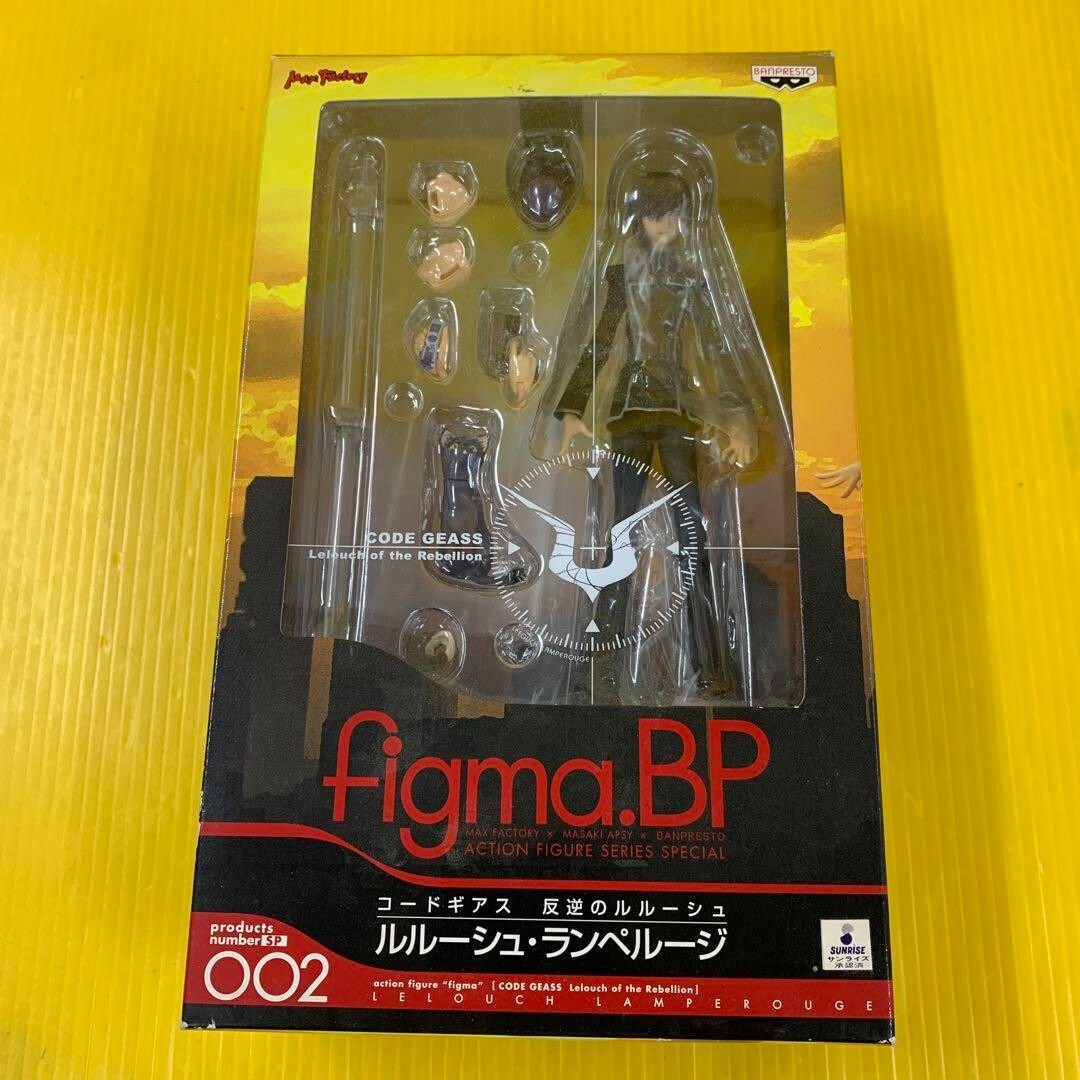 Max Factory
BANPRESTO
CODE GEASS
Lelouch of the Rebellion
LELOUCH LAMPEROUGE
figma.BP
MAX FACTORY × MASAKI APSY × BANPRESTO
ACTION FIGURE SERIES SPECIAL
コードギアス 反逆のルルーシュ
ルルーシュ・ランペルージ
products
number SP
002
action figure "figma" [CODE GEASS Lelouch of the Rebellion]
LELOUCH LAMPEROUGE
SUNRISE
サンライズ
承認済